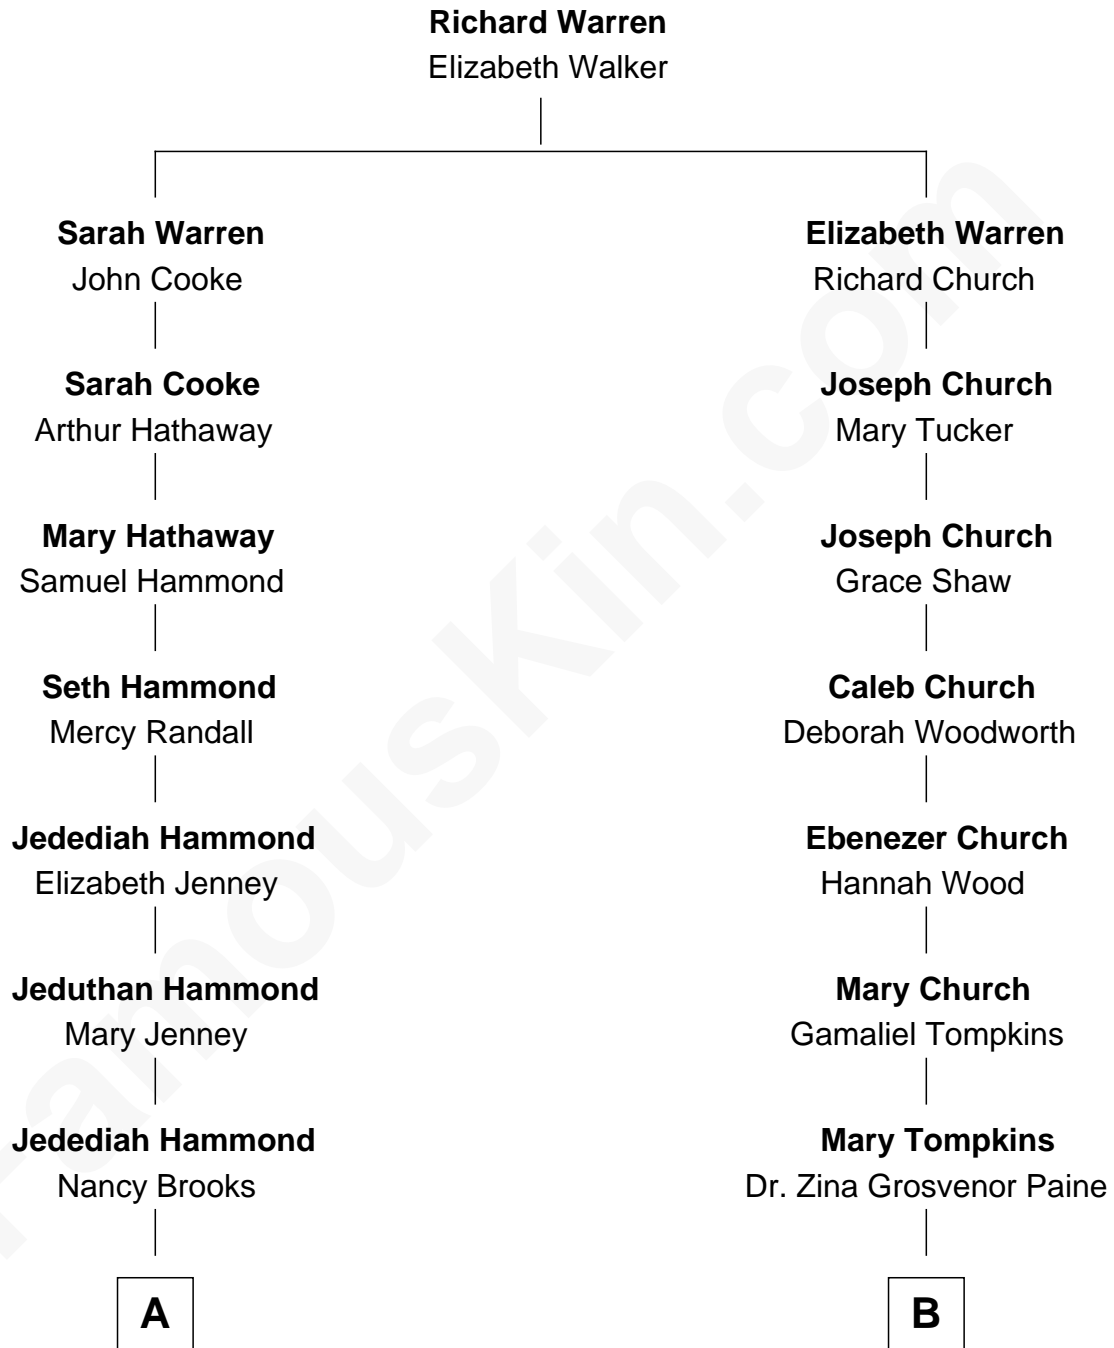 Richard Warren
Elizabeth Walker
Sarah Warren
John Cooke
Elizabeth Warren
Richard Church
Sarah Cooke
Arthur Hathaway
Joseph Church
Mary Tucker
Mary Hathaway
Samuel Hammond
Joseph Church
Grace Shaw
Seth Hammond
Mercy Randall
Caleb Church
Deborah Woodworth
Jedediah Hammond
Elizabeth Jenney
Ebenezer Church
Hannah Wood
Jeduthan Hammond
Mary Jenney
Mary Church
Gamaliel Tompkins
Jedediah Hammond
Nancy Brooks
Mary Tompkins
Dr. Zina Grosvenor Paine
A
B
FamousKin.com